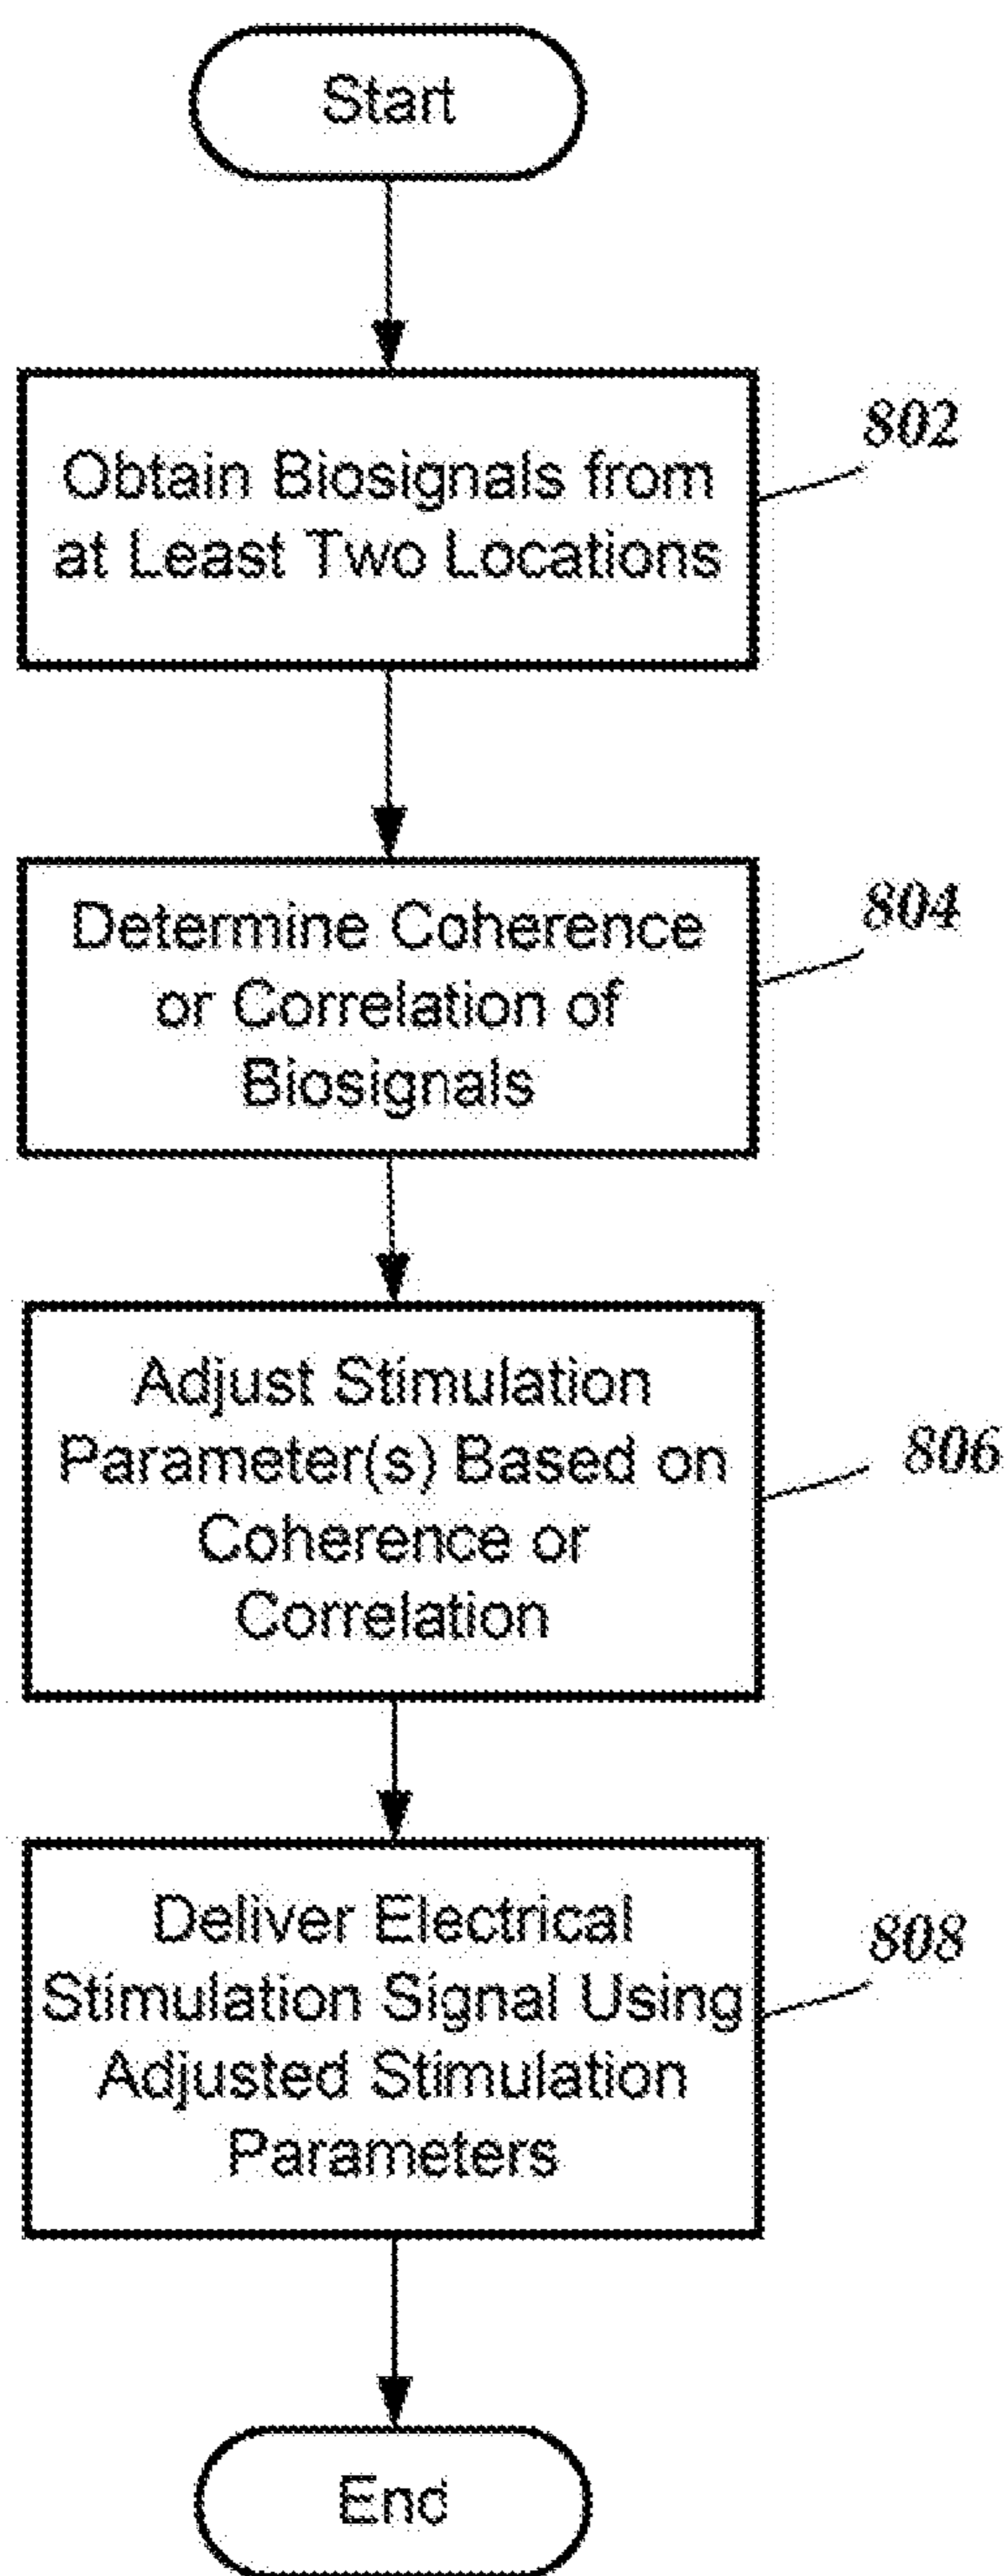 Start
Obtain Biosignals from
at Least Two Locations
802
Determine Coherence
or Correlation of
Biosignals
804
Adjust Stimulation
Parameter(s) Based on
Coherence or
Correlation
806
Deliver Electrical
Stimulation Signal Using
Adjusted Stimulation
Parameters
808
End